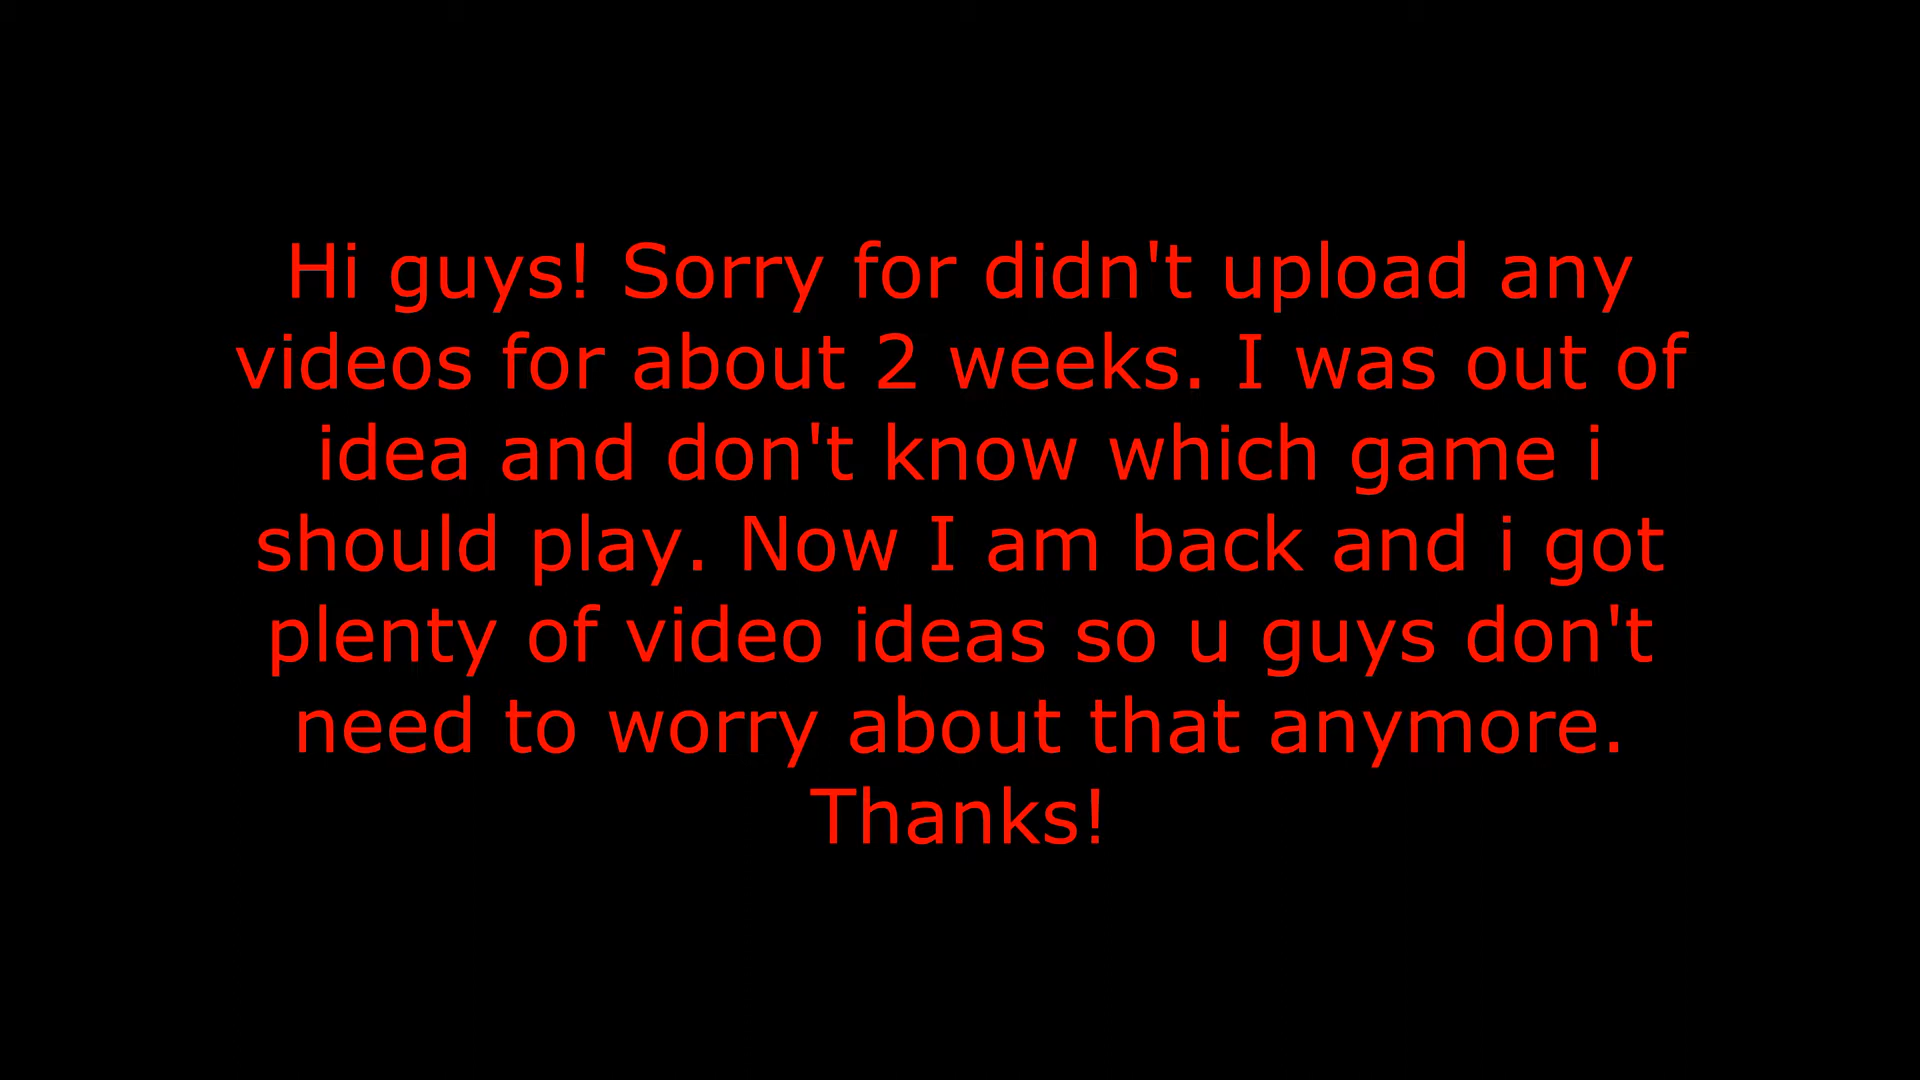 Hi guys! Sorry for didn't upload any
videos for about 2 weeks. I was out of
idea and don't know which game i
should play. Now I am back and i got
plenty of video ideas so u guys don't
need to worry about that anymore.
Thanks!